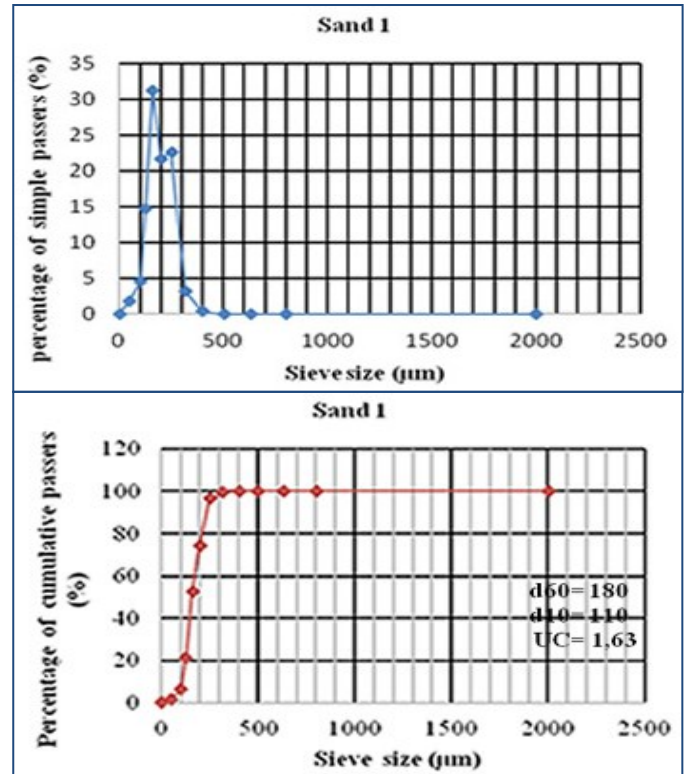 Sand 1
percentage of simple passers (%)
35
30
25
20
15
10
5
0
0 500 1000 1500 2000 2500
Sieve size (µm)
Sand 1
Percentage of cumulative passers
(%)
120
100
80
60
40
20
0
d60= 180
d10= 110
UC= 1,63
0 500 1000 1500 2000 2500
Sieve size (µm)